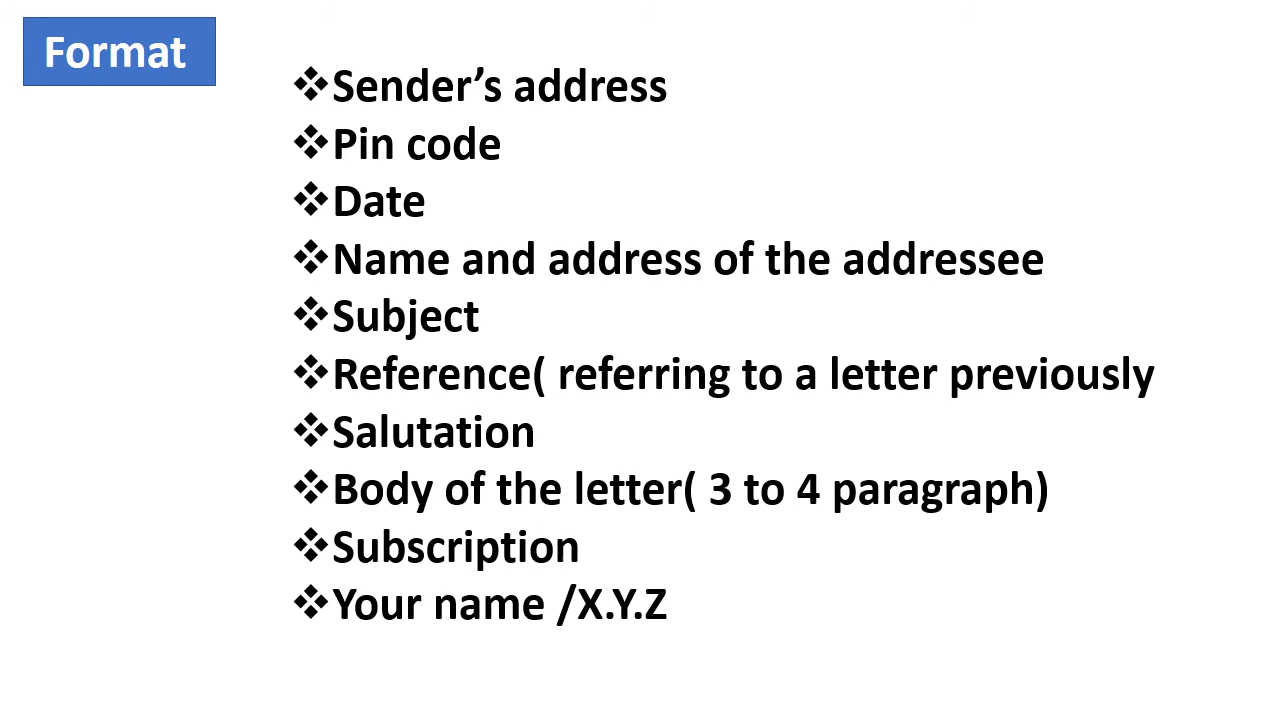 Format
❖Sender’s address
❖Pin code
❖Date
❖Name and address of the addressee
❖Subject
❖Reference( referring to a letter previously
❖Salutation
❖Body of the letter( 3 to 4 paragraph)
❖Subscription
❖Your name /X.Y.Z